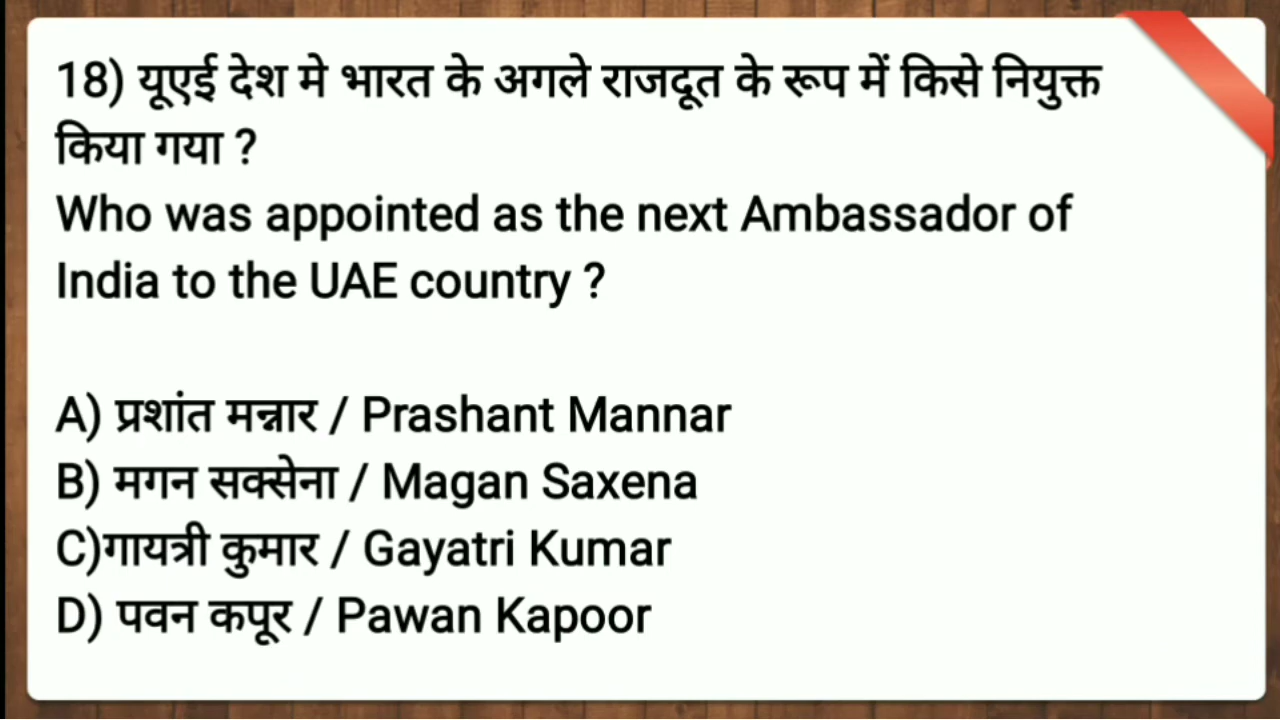 18) यूएई देश मे भारत के अगले राजदूत के रूप में किसे नियुक्त
किया गया ?
Who was appointed as the next Ambassador of
India to the UAE country ?
A) प्रशांत मन्नार / Prashant Mannar
B) मगन सक्सेना / Magan Saxena
C)गायत्री कुमार / Gayatri Kumar
D) पवन कपूर / Pawan Kapoor